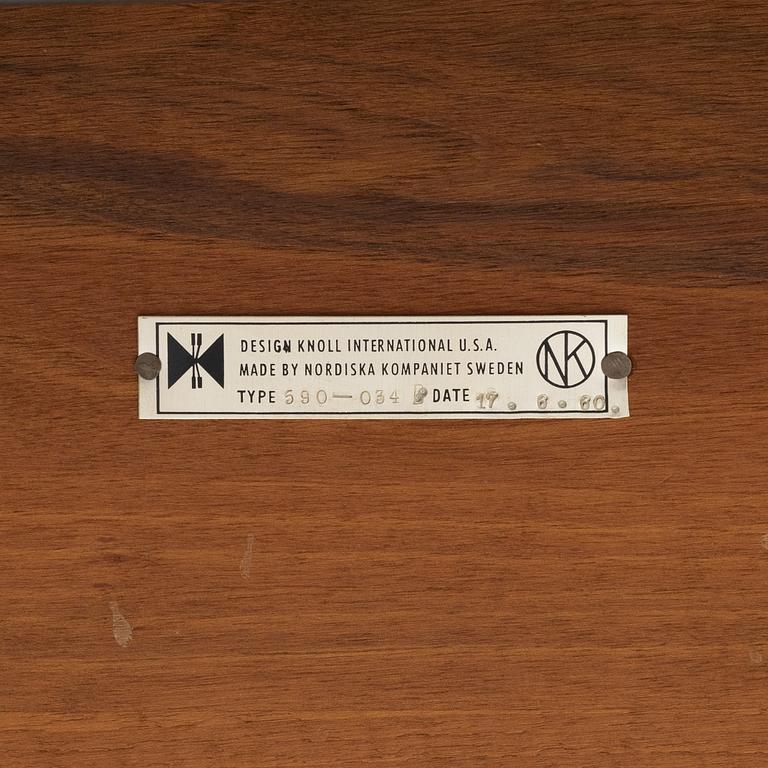 DESIGN KNOLL INTERNATIONAL U.S.A.
MADE BY NORDISKA KOMPANIET SWEDEN
TYPE 590—034 DATE 17. 6. 60.
NK